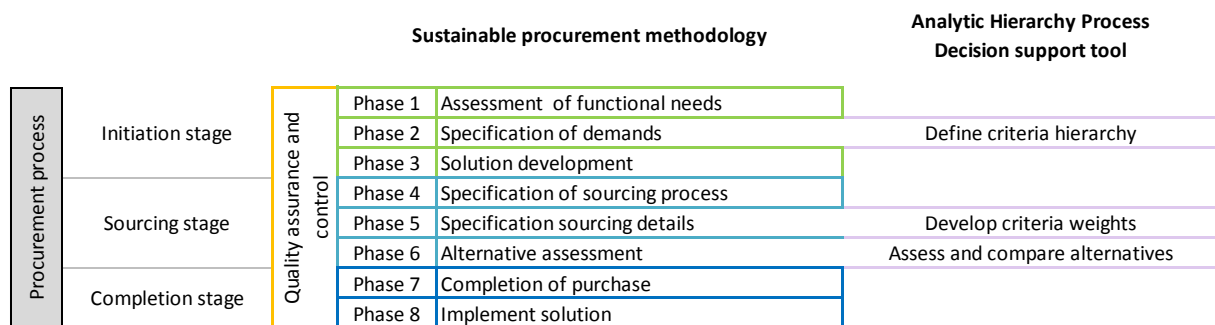 Sustainable procurement methodology
Analytic Hierarchy Process
Decision support tool
Procurement process
Initiation stage
Sourcing stage
Completion stage
Quality assurance and
control
Phase 1 Assessment of functional needs
Phase 2 Specification of demands Define criteria hierarchy
Phase 3 Solution development
Phase 4 Specification of sourcing process
Phase 5 Specification sourcing details Develop criteria weights
Phase 6 Alternative assessment Assess and compare alternatives
Phase 7 Completion of purchase
Phase 8 Implement solution